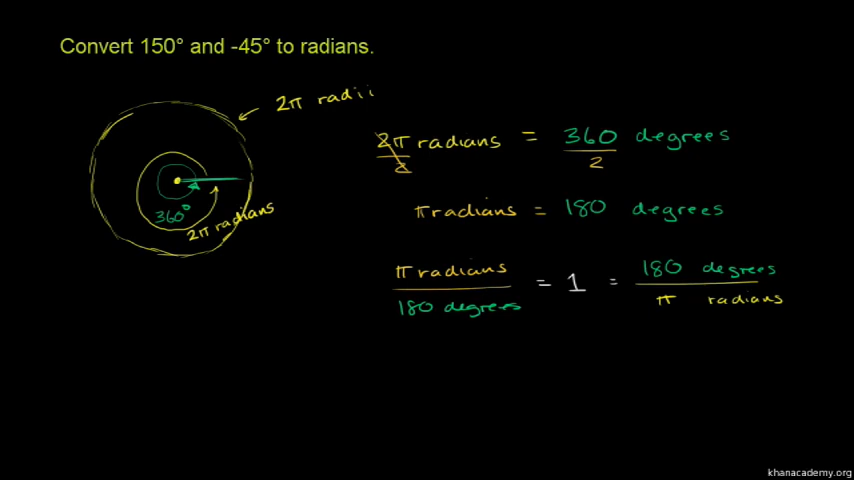 Convert 150° and -45° to radians.
2π radii
2π radians = 360 degrees
2 2
π radians = 180 degrees
360°
2π radians
π radians = 1 = 180 degrees
180 degrees π radians
khanacademy.org